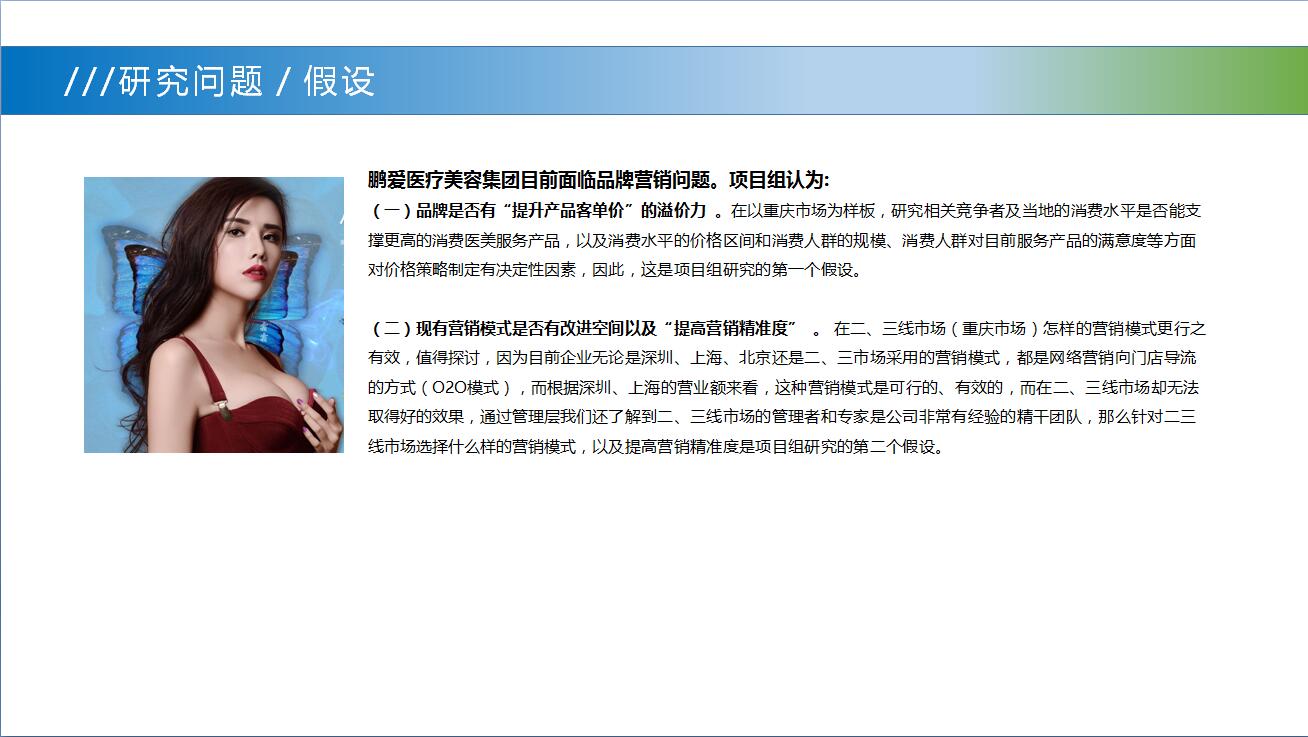 ///研究问题 / 假设
鹏爱医疗美容集团目前面临品牌营销问题。项目组认为:
（一）品牌是否有“提升产品客单价”的溢价力 。在以重庆市场为样板，研究相关竞争者及当地的消费水平是否能支
撑更高的消费医美服务产品，以及消费水平的价格区间和消费人群的规模、消费人群对目前服务产品的满意度等方面
对价格策略制定有决定性因素，因此，这是项目组研究的第一个假设。
（二）现有营销模式是否有改进空间以及“提高营销精准度” 。 在二、三线市场（重庆市场）怎样的营销模式更行之
有效，值得探讨，因为目前企业无论是深圳、上海、北京还是二、三市场采用的营销模式，都是网络营销向门店导流
的方式（O2O模式），而根据深圳、上海的营业额来看，这种营销模式是可行的、有效的，而在二、三线市场却无法
取得好的效果，通过管理层我们还了解到二、三线市场的管理者和专家是公司非常有经验的精干团队，那么针对二三
线市场选择什么样的营销模式，以及提高营销精准度是项目组研究的第二个假设。